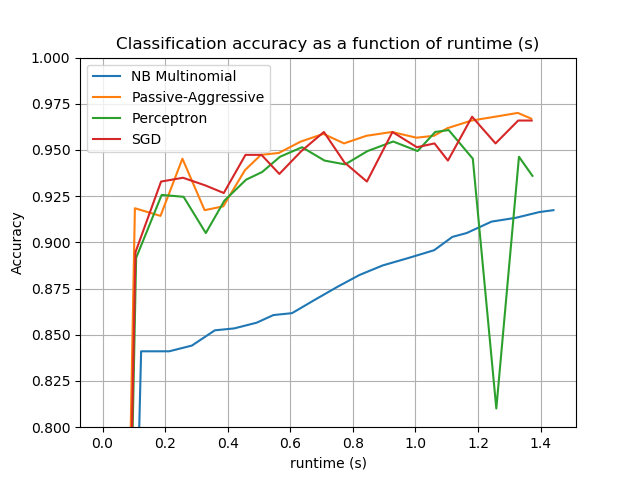 Classification accuracy as a function of runtime (s)
NB Multinomial
Passive-Aggressive
Perceptron
SGD
1.000
0.975
0.950
0.925
0.900
0.875
0.850
0.825
0.800
Accuracy
0.0 0.2 0.4 0.6 0.8 1.0 1.2 1.4
runtime (s)